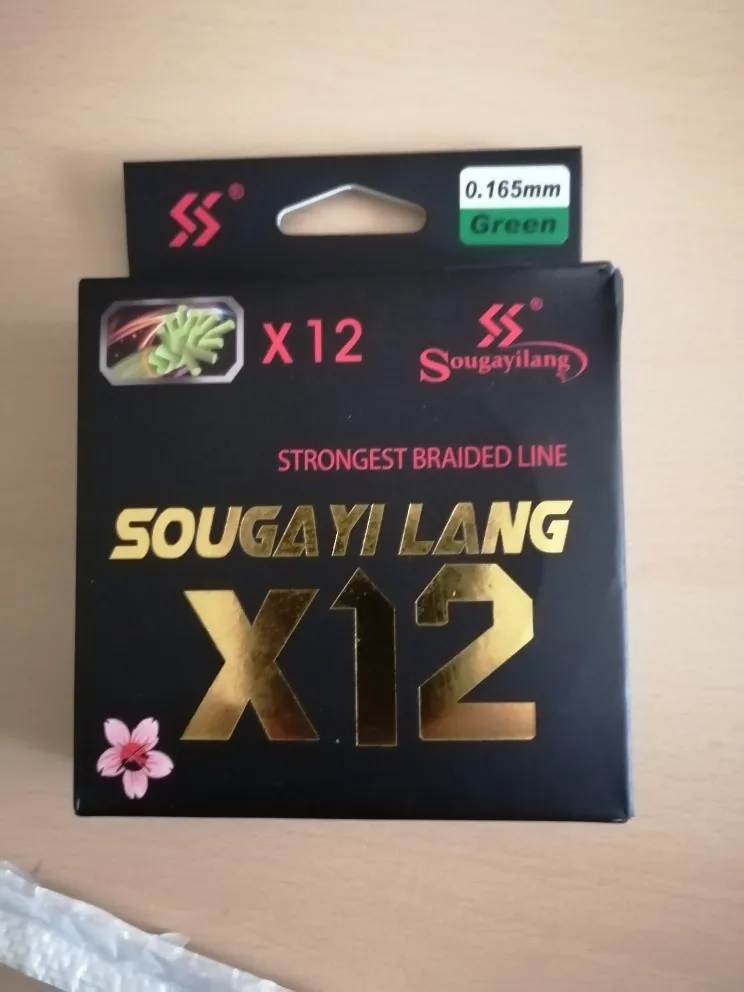 ®
0.165mm
Green
X12
®
Sougayilang
STRONGEST BRAIDED LINE
SOUGAYI LANG
X12